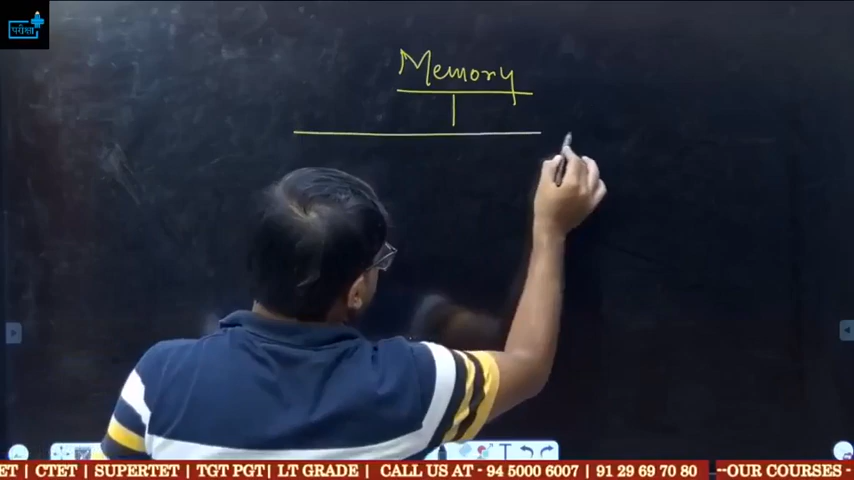 परीक्षा
Memory
ET | CTET | SUPERTET | TGT PGT| LT GRADE | CALL US AT - 94 5000 6007 | 91 29 69 70 80 --OUR COURSES -